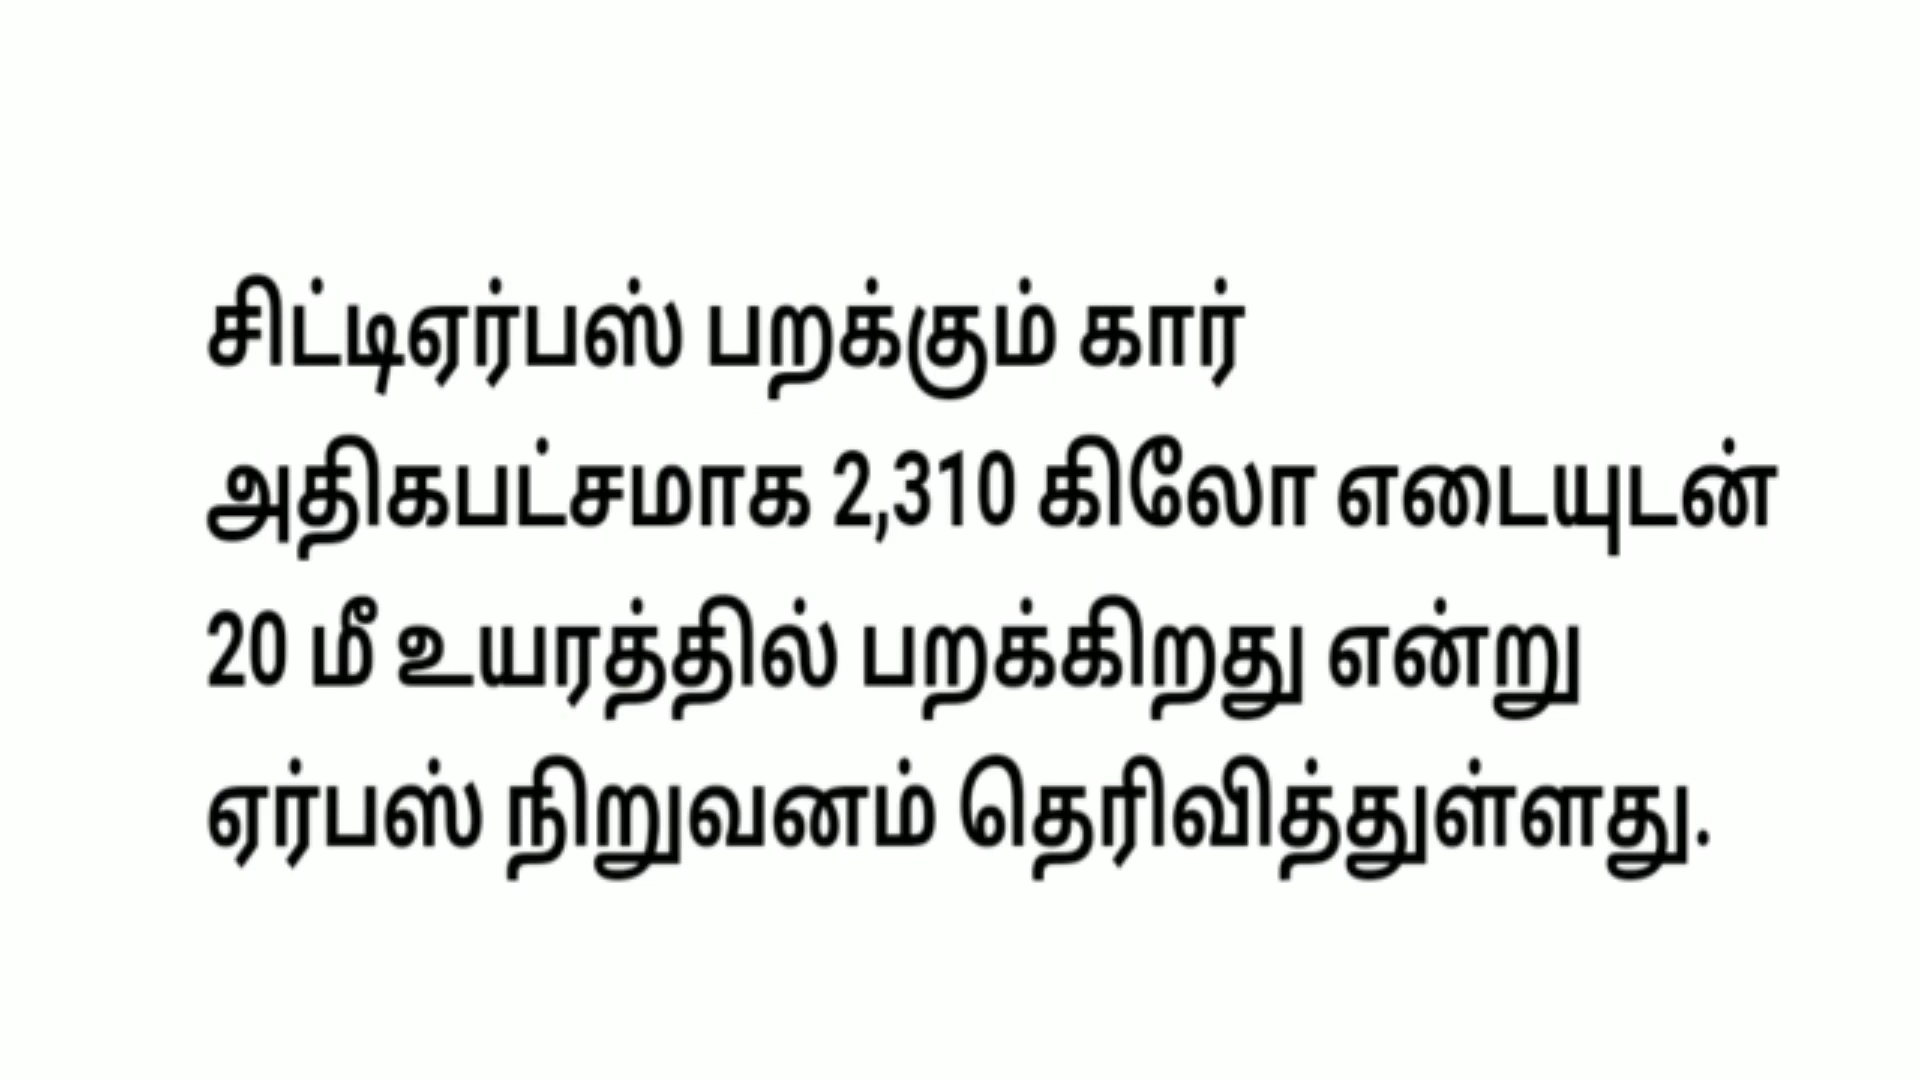 சிட்டிஏர்பஸ் பறக்கும் கார்
அதிகபட்சமாக 2,310 கிலோ எடையுடன்
20 மீ உயரத்தில் பறக்கிறது என்று
ஏர்பஸ் நிறுவனம் தெரிவித்துள்ளது.